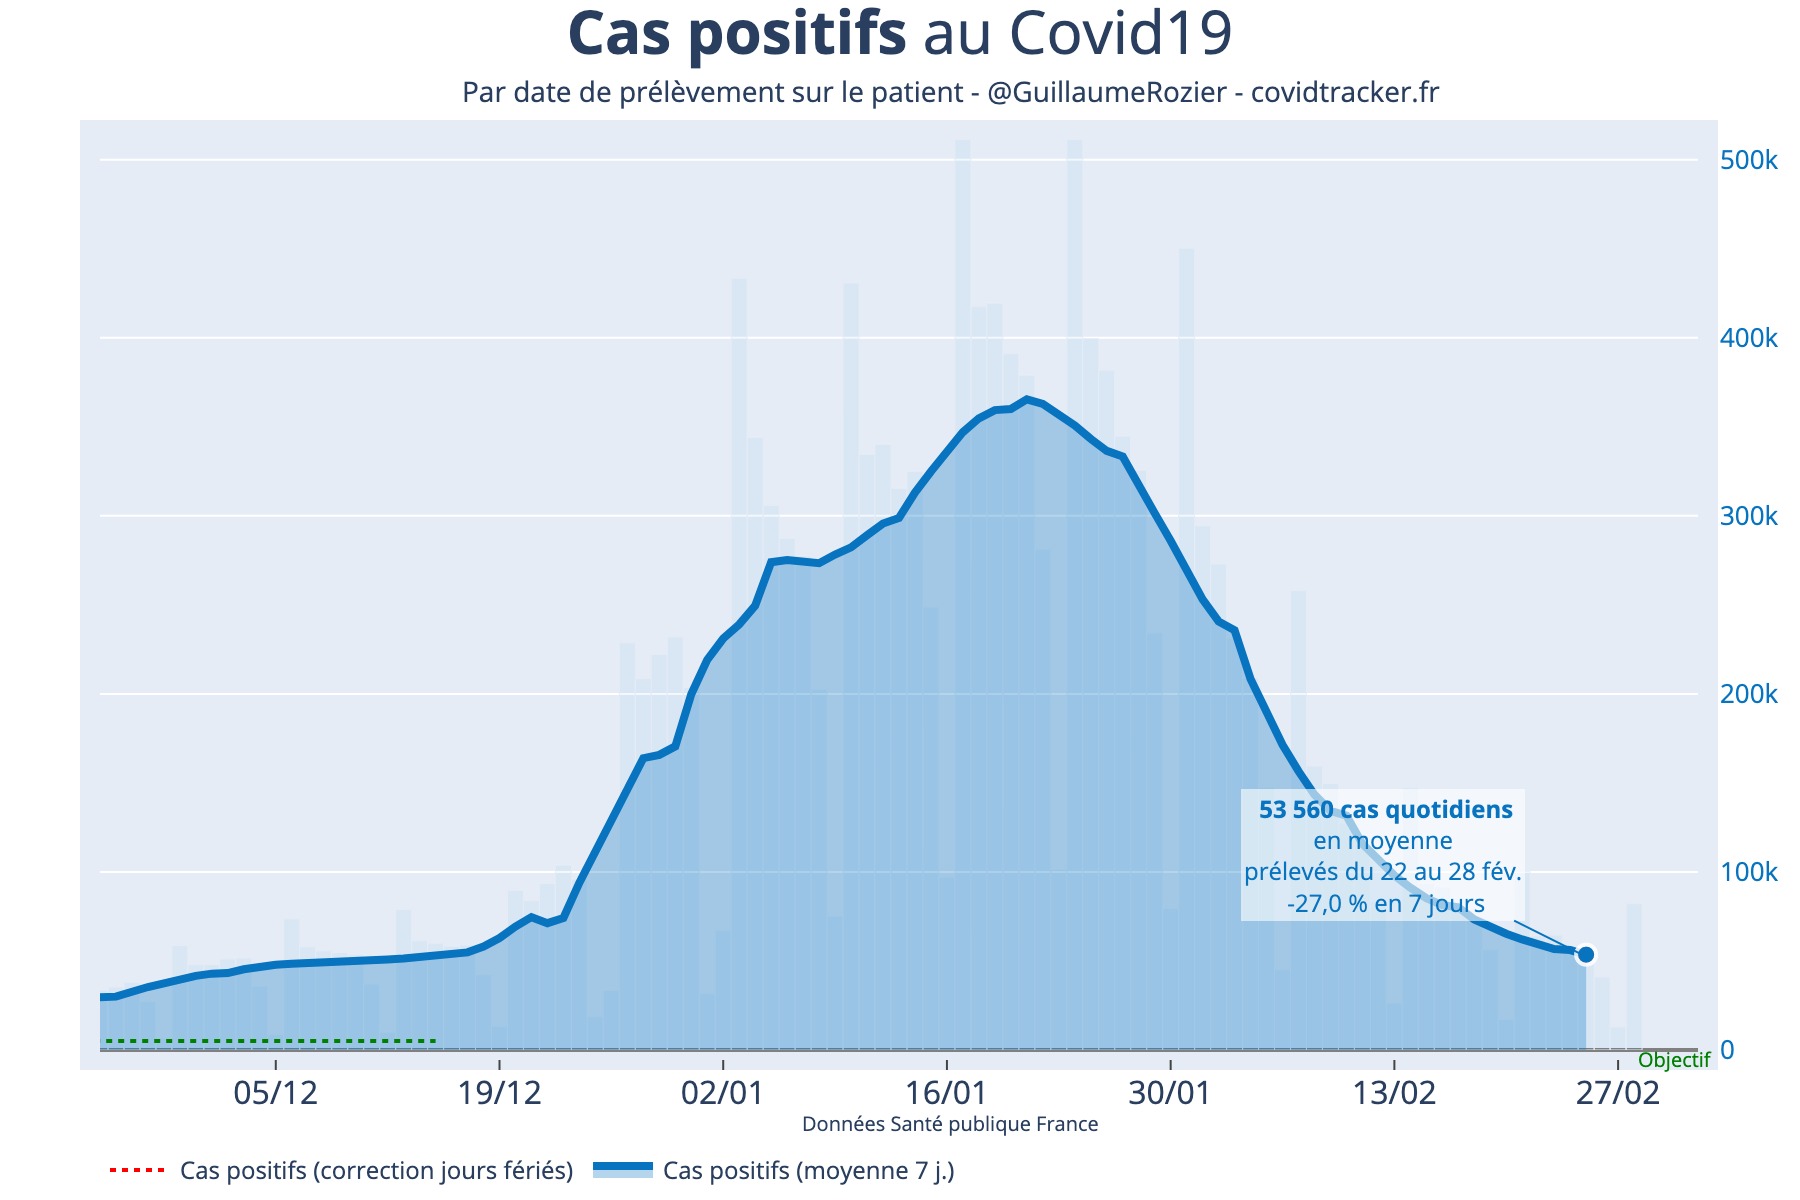 Cas positifs au Covid19
Par date de prélèvement sur le patient - @GuillaumeRozier - covidtracker.fr
500k
400k
300k
200k
100k
0
53 560 cas quotidiens
en moyenne
prélevés du 22 au 28 fév.
-27,0 % en 7 jours
Objectif
05/12 19/12 02/01 16/01 30/01 13/02 27/02
Données Santé publique France
Cas positifs (correction jours fériés) Cas positifs (moyenne 7 j.)